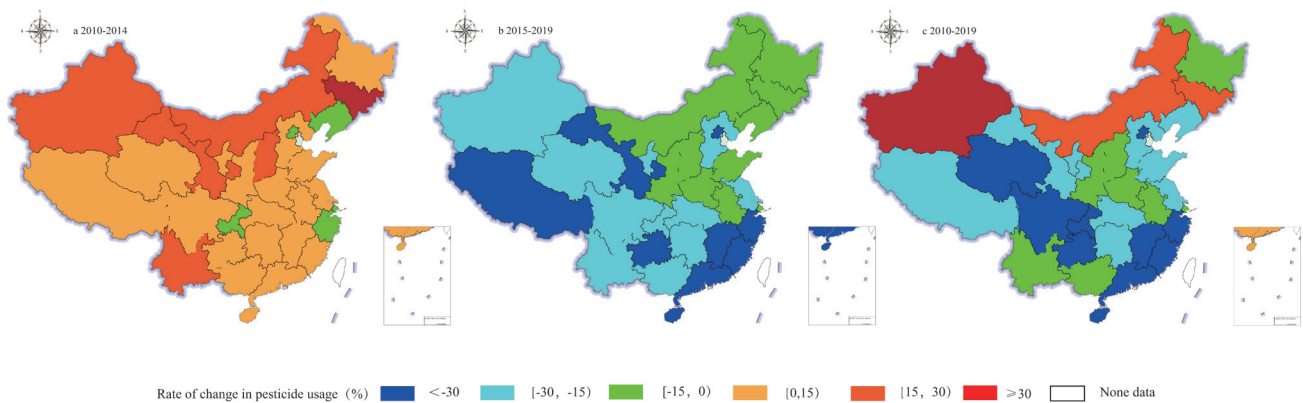 a 2010-2014
b 2015-2019
c 2010-2019
Rate of change in pesticide usage (%) <-30 [-30, -15) [-15, 0) [0,15) [15, 30) ≥30 None data